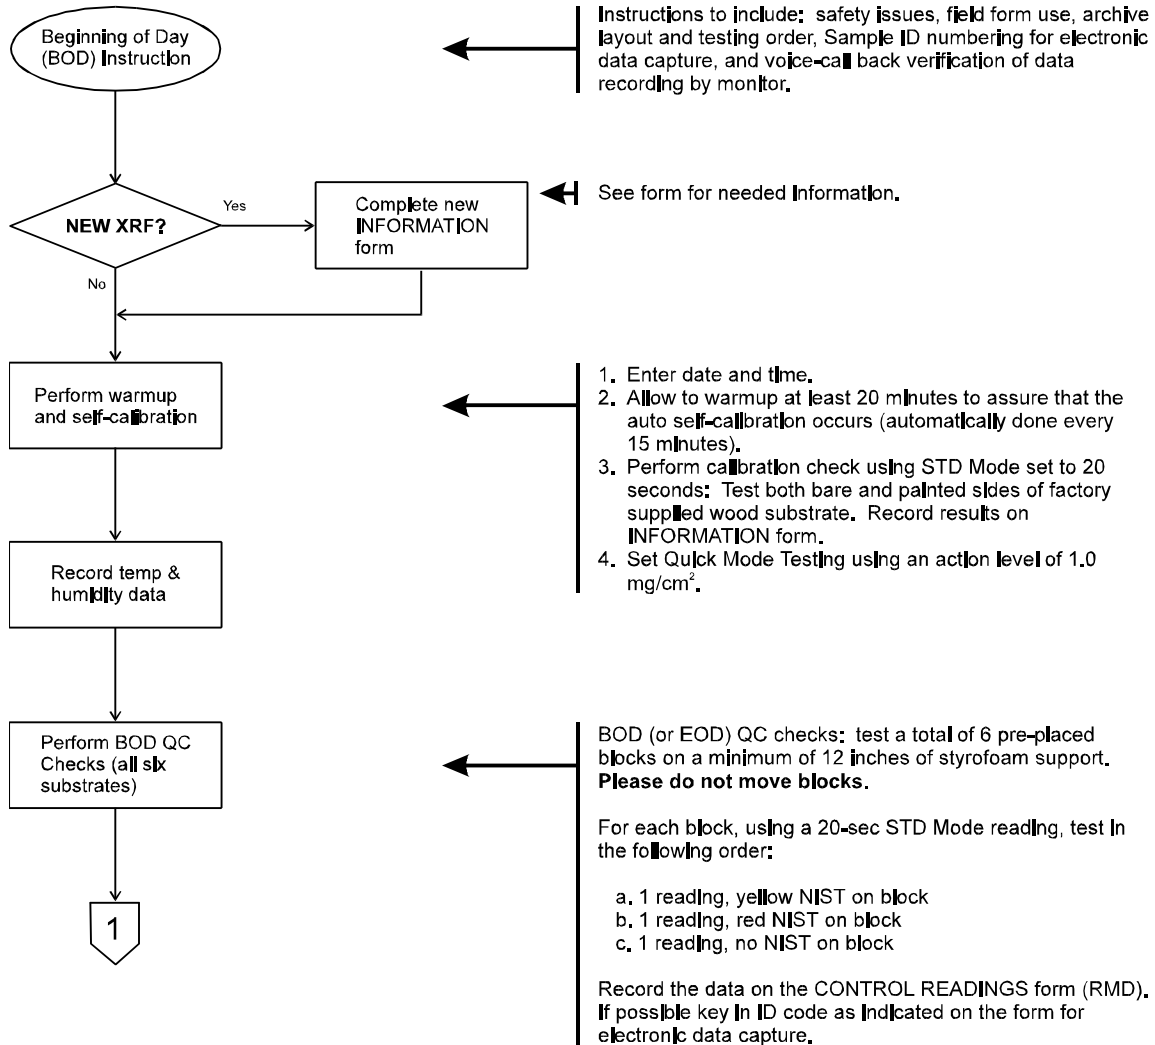 Beginning of Day
(BOD) Instruction
Instructions to include: safety issues, field form use, archive
layout and testing order, Sample ID numbering for electronic
data capture, and voice-call back verification of data
recording by monitor.
NEW XRF?
Yes
No
Complete new
INFORMATION
form
See form for needed information.
Perform warmup
and self-calibration
1. Enter date and time.
2. Allow to warmup at least 20 minutes to assure that the
auto self-calibration occurs (automatically done every
15 minutes).
3. Perform calibration check using STD Mode set to 20
seconds: Test both bare and painted sides of factory
supplied wood substrate. Record results on
INFORMATION form.
4. Set Quick Mode Testing using an action level of 1.0
mg/cm².
Record temp &
humidity data
Perform BOD QC
Checks (all six
substrates)
BOD (or EOD) QC checks: test a total of 6 pre-placed
blocks on a minimum of 12 inches of styrofoam support.
Please do not move blocks.
For each block, using a 20-sec STD Mode reading, test in
the following order:
a. 1 reading, yellow NIST on block
b. 1 reading, red NIST on block
c. 1 reading, no NIST on block
Record the data on the CONTROL READINGS form (RMD).
If possible key in ID code as indicated on the form for
electronic data capture.
1